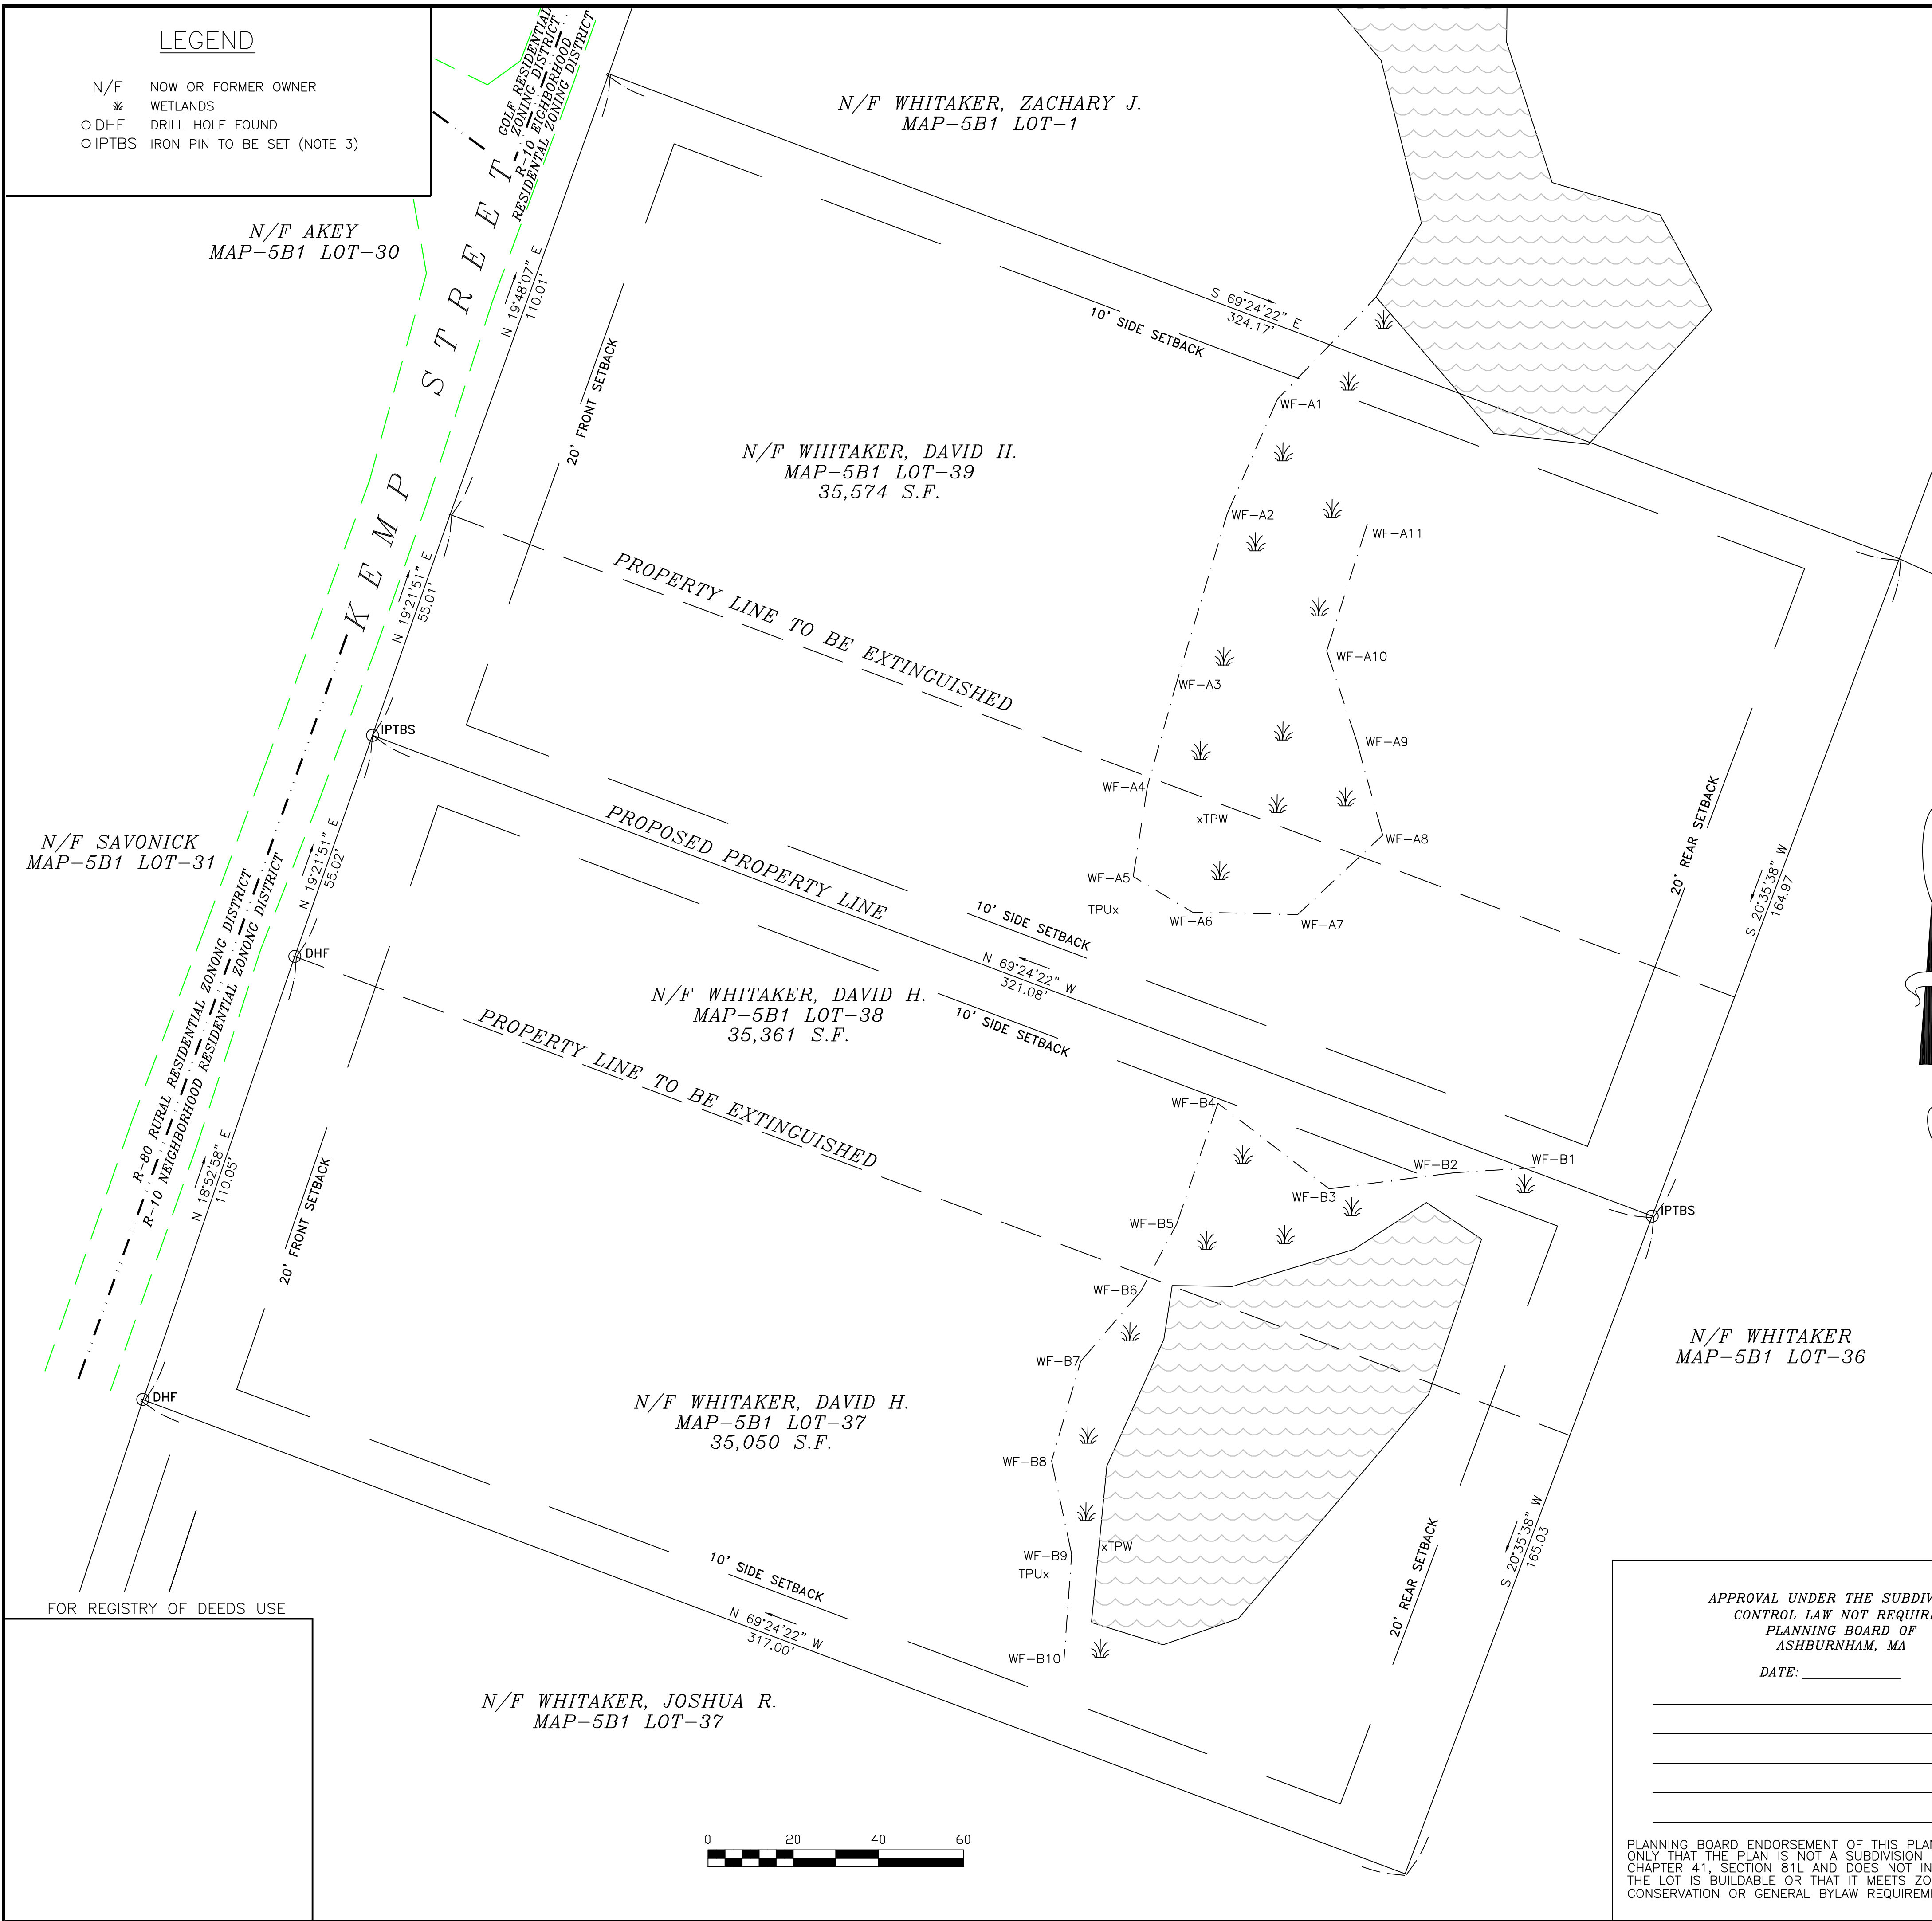 LEGEND
N/F NOW OR FORMER OWNER
WETLANDS
DHF DRILL HOLE FOUND
IPTBS IRON PIN TO BE SET (NOTE 3)
GOLF RESIDENTIAL
ZONING DISTRICT
R-10 EIGHBORHOOD
RESIDENTAL ZONING DISTRICT
N/F WHITAKER, ZACHARY J.
MAP-5B1 LOT-1
N/F AKEY
MAP-5B1 LOT-30
KEMP STREET
N 19°48'07" E
110.01'
S 69°24'22" E
324.17'
10' SIDE SETBACK
20' FRONT SETBACK
WF-A1
N/F WHITAKER, DAVID H.
MAP-5B1 LOT-39
35,574 S.F.
WF-A2
WF-A11
N 19°21'51" E
55.01'
PROPERTY LINE TO BE EXTINGUISHED
WF-A10
WF-A3
IPTBS
WF-A9
WF-A4
xTPW
WF-A8
20' REAR SETBACK
S 20°35'38" W
164.97
N/F SAVONICK
MAP-5B1 LOT-31
N 19°21'51" E
55.02'
PROPOSED PROPERTY LINE
WF-A5
TPUx
WF-A6
WF-A7
10' SIDE SETBACK
DHF
N 69°24'22" W
321.08'
N/F WHITAKER, DAVID H.
MAP-5B1 LOT-38
35,361 S.F.
10' SIDE SETBACK
R-80 RURAL RESIDENTIAL ZONONG DISTRICT
R-10 NEIGHBORHOOD RESIDENTIAL ZONONG DISTRICT
PROPERTY LINE TO BE EXTINGUISHED
WF-B4
N 18°52'58" E
110.05'
WF-B2
WF-B1
WF-B3
IPTBS
20' FRONT SETBACK
WF-B5
WF-B6
N/F WHITAKER
MAP-5B1 LOT-36
WF-B7
DHF
N/F WHITAKER, DAVID H.
MAP-5B1 LOT-37
35,050 S.F.
WF-B8
xTPW
WF-B9
TPUx
20' REAR SETBACK
S 20°35'38" W
165.03
10' SIDE SETBACK
N 69°24'22" W
317.00'
WF-B10
FOR REGISTRY OF DEEDS USE
N/F WHITAKER, JOSHUA R.
MAP-5B1 LOT-37
0 20 40 60
APPROVAL UNDER THE SUBDIV
CONTROL LAW NOT REQUIR
PLANNING BOARD OF
ASHBURNHAM, MA
DATE:
PLANNING BOARD ENDORSEMENT OF THIS PLA
ONLY THAT THE PLAN IS NOT A SUBDIVISION
CHAPTER 41, SECTION 81L AND DOES NOT IN
THE LOT IS BUILDABLE OR THAT IT MEETS ZO
CONSERVATION OR GENERAL BYLAW REQUIREM